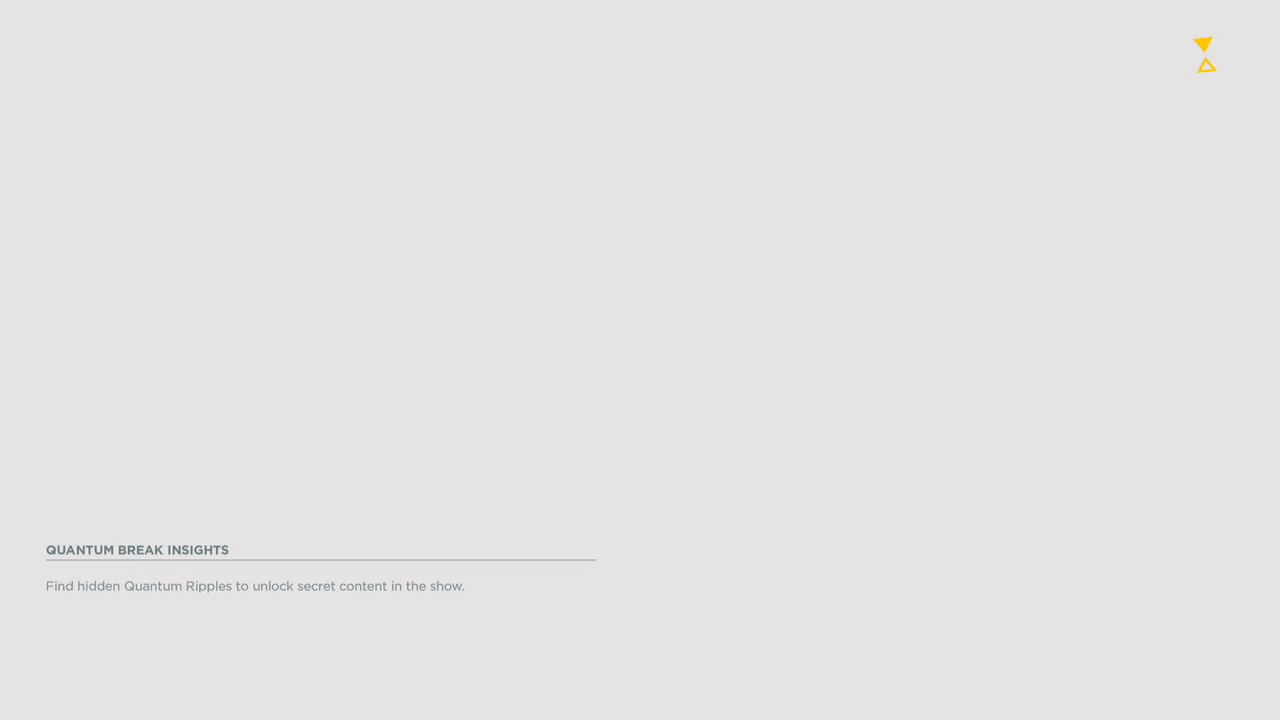 QUANTUM BREAK INSIGHTS
Find hidden Quantum Ripples to unlock secret content in the show.